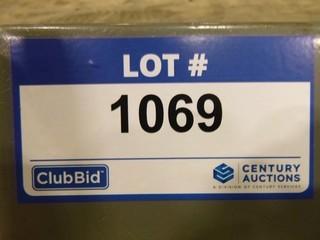 LOT #
1069
ClubBid
CENTURY
AUCTIONS
A DIVISION OF CENTURY SERVICES